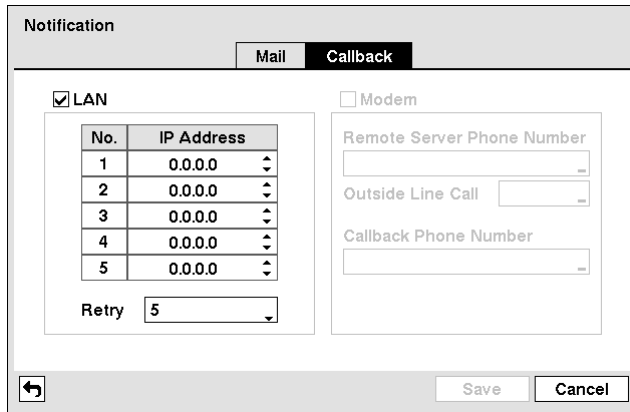 Notification
Mail Callback
LAN
No. IP Address
1 0.0.0.0
2 0.0.0.0
3 0.0.0.0
4 0.0.0.0
5 0.0.0.0
Retry 5
Modem
Remote Server Phone Number
Outside Line Call
Callback Phone Number
Save Cancel